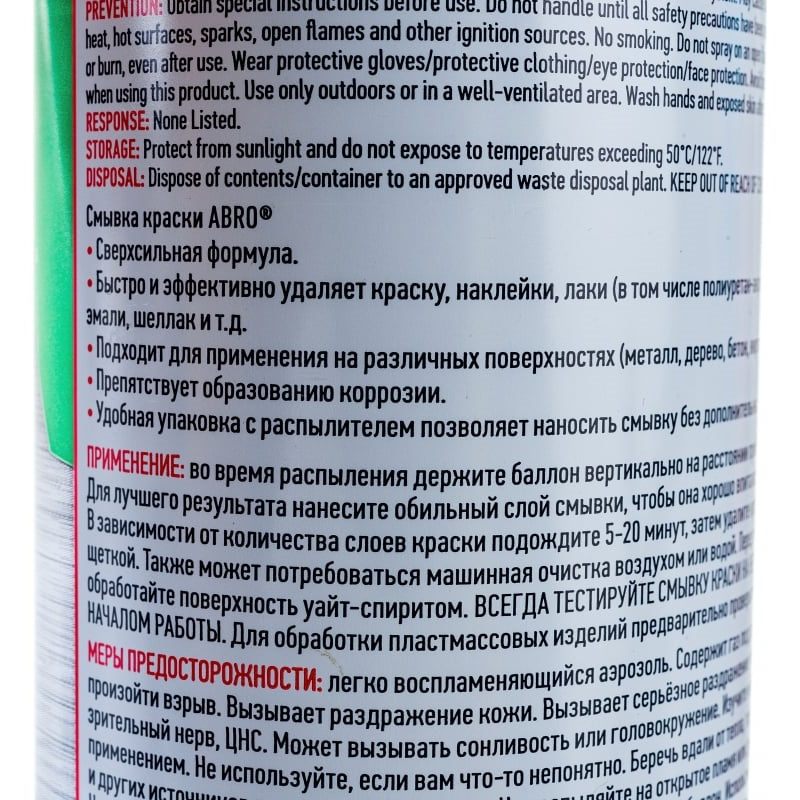 PREVENTION: Obtain special instructions before use. Do not handle until all safety precautions have been
heat, hot surfaces, sparks, open flames and other ignition sources. No smoking. Do not spray on an open
or burn, even after use. Wear protective gloves/protective clothing/eye protection/face protection. Avoid
when using this product. Use only outdoors or in a well-ventilated area. Wash hands and exposed skin
RESPONSE: None Listed.
STORAGE: Protect from sunlight and do not expose to temperatures exceeding 50°C/122°F.
DISPOSAL: Dispose of contents/container to an approved waste disposal plant. KEEP OUT OF REACH OF
Смывка краски ABRO®
• Сверхсильная формула.
• Быстро и эффективно удаляет краску, наклейки, лаки (в том числе
эмали, шеллак и т.д.
• Подходит для применения на различных поверхностях (металл, дерево, бетон,
• Препятствует образованию коррозии.
• Удобная упаковка с распылителем позволяет наносить смывку без
ПРИМЕНЕНИЕ: во время распыления держите баллон вертикально на расстоянии
Для лучшего результата нанесите обильный слой смывки, чтобы она хорошо
В зависимости от количества слоев краски подождите 5-20 минут, затем удалите
щеткой. Также может потребоваться машинная очистка воздухом или водой.
обработайте поверхность уайт-спиритом. ВСЕГДА ТЕСТИРУЙТЕ СМЫВКУ КРАСКИ
НАЧАЛОМ РАБОТЫ. Для обработки пластмассовых изделий предварительно
МЕРЫ ПРЕДОСТОРОЖНОСТИ: легко воспламеняющийся аэрозоль. Содержит газ
произойти взрыв. Вызывает раздражение кожи. Вызывает серьёзное раздражение
зрительный нерв, ЦНС. Может вызывать сонливость или головокружение.
применением. Не используйте, если вам что-то непонятно. Беречь вдали от
и других на открытое пламя